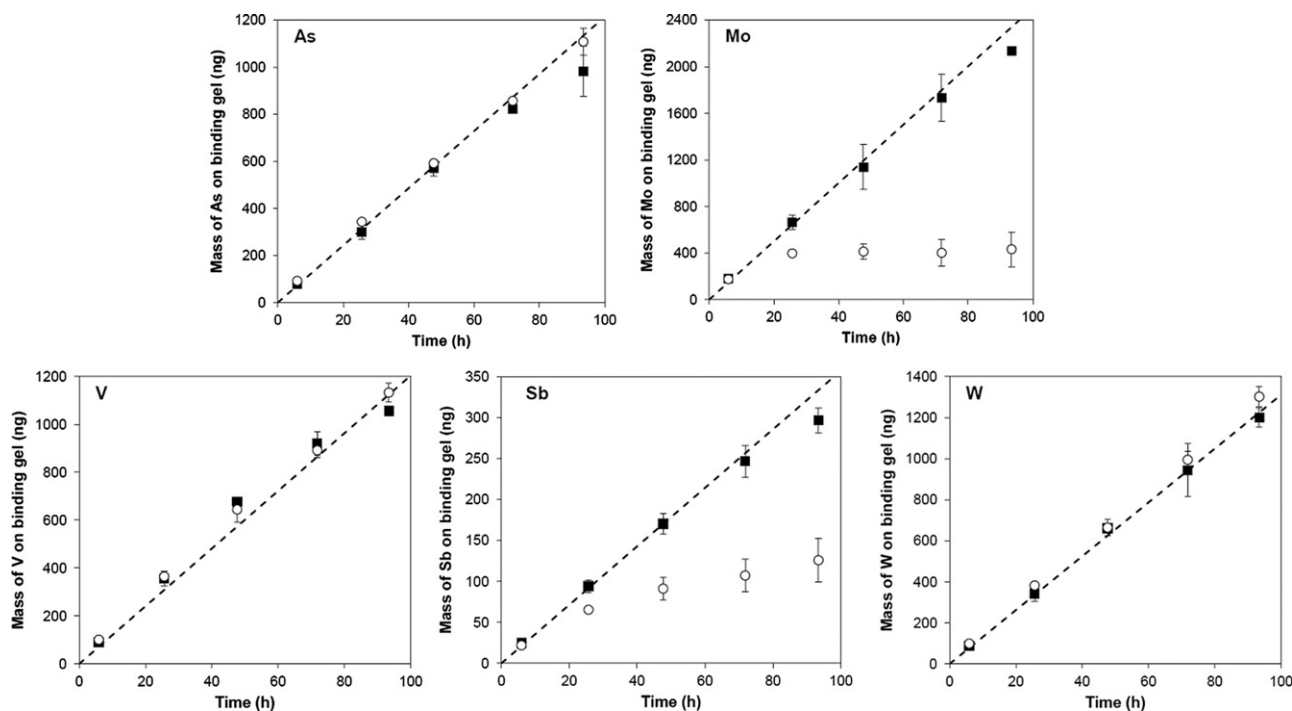 As
Mass of As on binding gel (ng)
1200
1000
800
600
400
200
0
0 20 40 60 80 100
Time (h)
Mo
Mass of Mo on binding gel (ng)
2400
2000
1600
1200
800
400
0
0 20 40 60 80 100
Time (h)
V
Mass of V on binding gel (ng)
1200
1000
800
600
400
200
0
0 20 40 60 80 100
Time (h)
Sb
Mass of Sb on binding gel (ng)
350
300
250
200
150
100
50
0
0 20 40 60 80 100
Time (h)
W
Mass of W on binding gel (ng)
1400
1200
1000
800
600
400
200
0
0 20 40 60 80 100
Time (h)